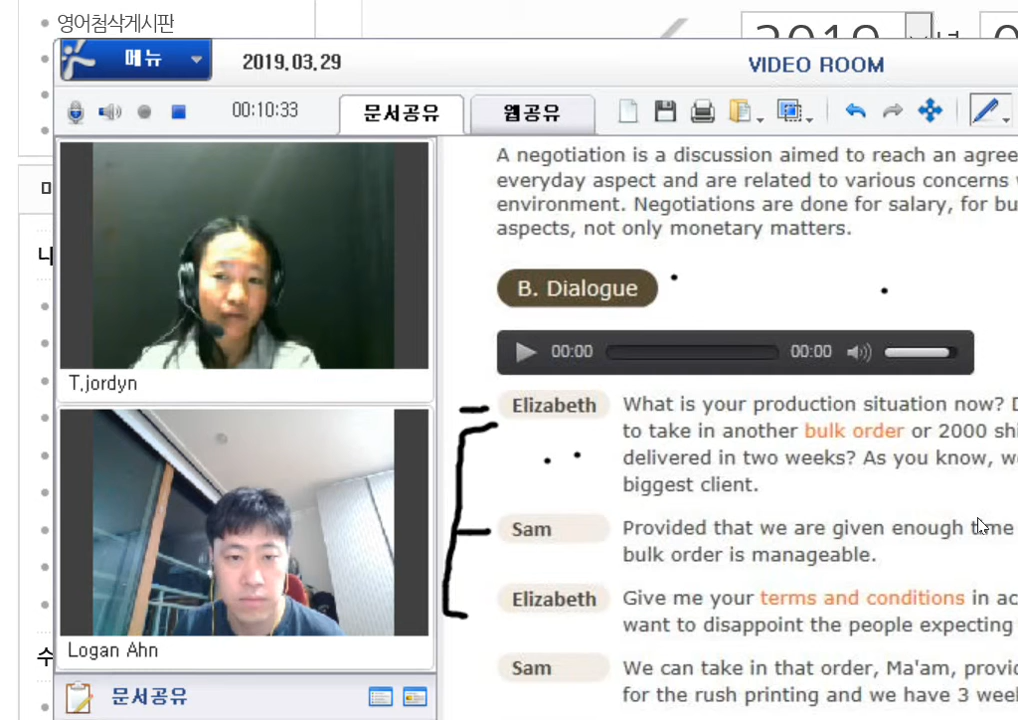 영어첨삭게시판
메뉴
2019.03.29
VIDEO ROOM
00:10:33
문서공유
웹공유
T.jordyn
Logan Ahn
문서공유
A negotiation is a discussion aimed to reach an agree
everyday aspect and are related to various concerns
environment. Negotiations are done for salary, for bu
aspects, not only monetary matters.
B. Dialogue
00:00
00:00
Elizabeth
What is your production situation now? D
to take in another bulk order or 2000 shi
delivered in two weeks? As you know, we
biggest client.
Sam
Provided that we are given enough time
bulk order is manageable.
Elizabeth
Give me your terms and conditions in ac
want to disappoint the people expecting
Sam
We can take in that order, Ma'am, provid
for the rush printing and we have 3 week